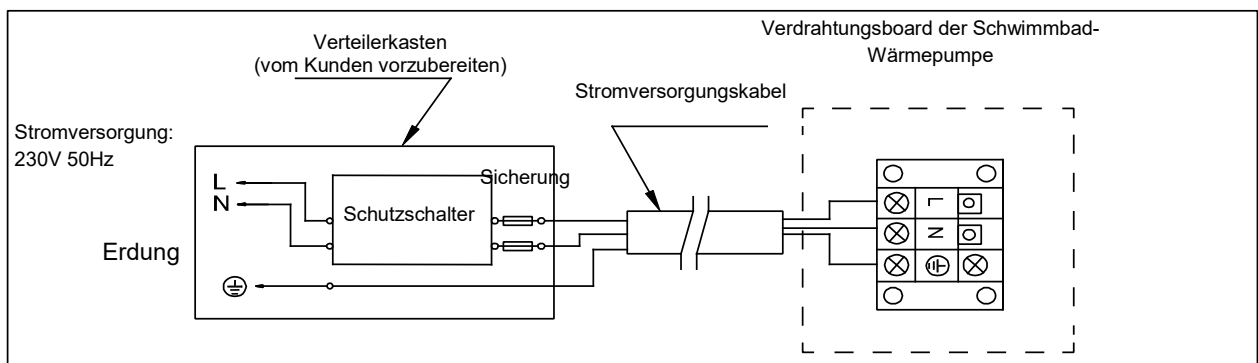 Verteilerkasten
(vom Kunden vorzubereiten)
Verdrahtungsboard der Schwimmbad-
Wärmepumpe
Stromversorgungskabel
Stromversorgung:
230V 50Hz
Sicherung
L
N
Schutzschalter
Erdung
L
N